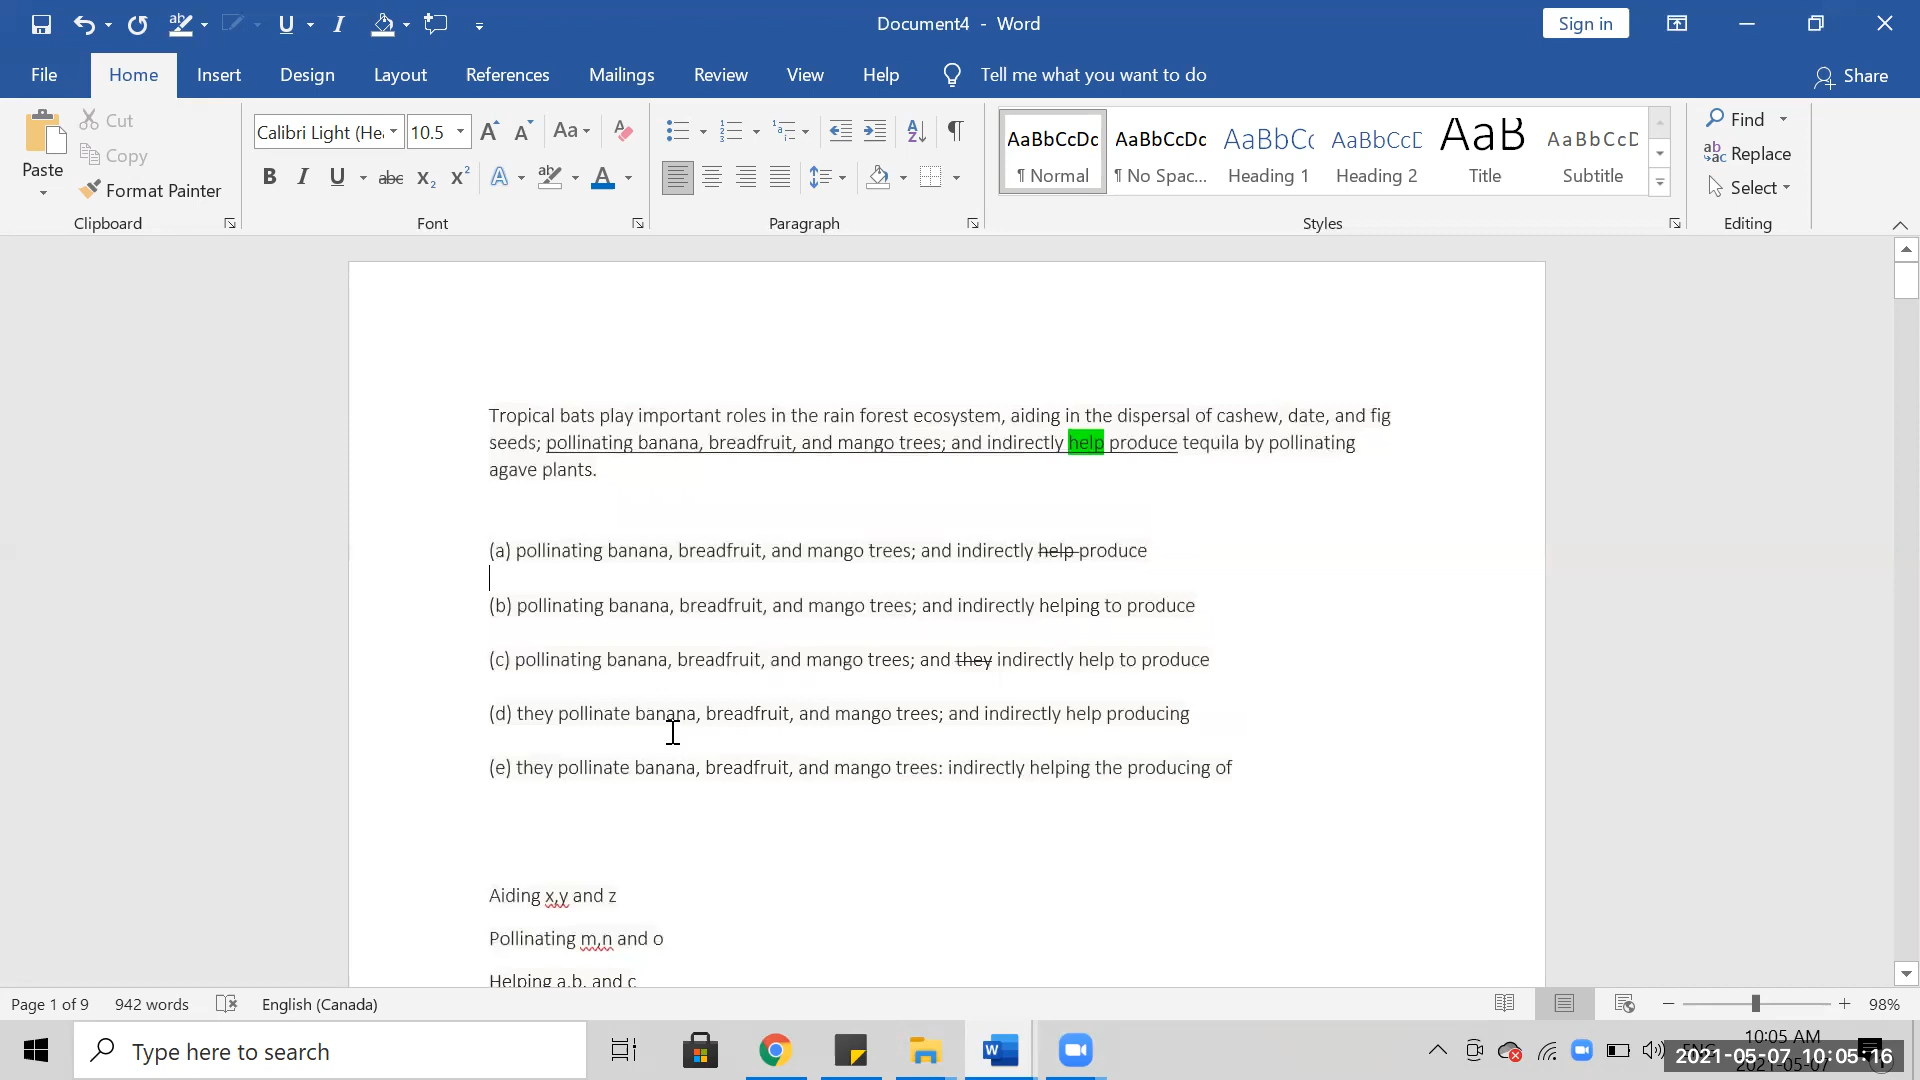 Document4 - Word
Sign in
File Home Insert Design Layout References Mailings Review View Help Tell me what you want to do Share
Paste
Cut
Copy
Format Painter
Clipboard
Calibri Light (He 10.5 Aa
B I U abc X₂ X² A A
Font
Paragraph
AaBbCcDc AaBbCcDc AaBbCc AaBbCcD AaB AaBbCcD
¶ Normal ¶ No Spac... Heading 1 Heading 2 Title Subtitle
Styles
Find
Replace
Select
Editing
Tropical bats play important roles in the rain forest ecosystem, aiding in the dispersal of cashew, date, and fig
seeds; pollinating banana, breadfruit, and mango trees; and indirectly help produce tequila by pollinating
agave plants.
(a) pollinating banana, breadfruit, and mango trees; and indirectly help produce
(b) pollinating banana, breadfruit, and mango trees; and indirectly helping to produce
(c) pollinating banana, breadfruit, and mango trees; and they indirectly help to produce
(d) they pollinate banana, breadfruit, and mango trees; and indirectly help producing
(e) they pollinate banana, breadfruit, and mango trees: indirectly helping the producing of
Aiding x,y and z
Pollinating m,n and o
Helping a,b, and c
Page 1 of 9 942 words English (Canada) 98%
Type here to search
10:05 AM
2021-05-07 10:05:16